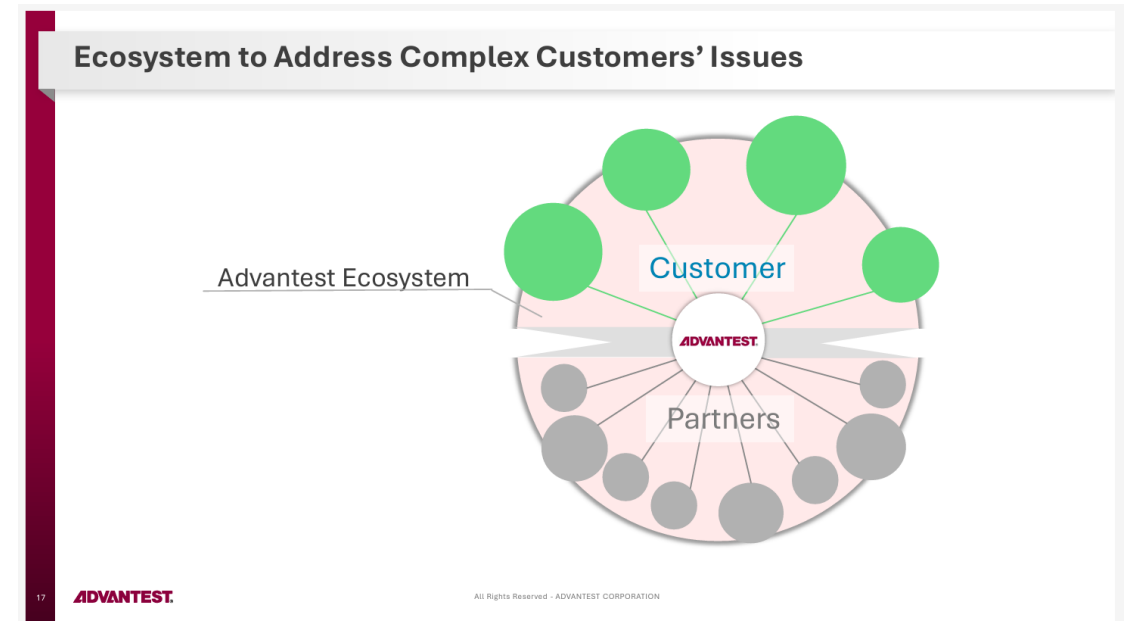 Ecosystem to Address Complex Customers’ Issues
Advantest Ecosystem
Customer
ADVANTEST
Partners
17
ADVANTEST
All Rights Reserved - ADVANTEST CORPORATION